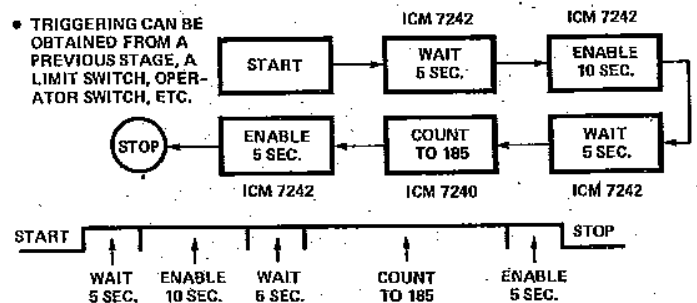 • TRIGGERING CAN BE
OBTAINED FROM A
PREVIOUS STAGE, A
LIMIT SWITCH, OPER-
ATOR SWITCH, ETC.
ICM 7242
ICM 7242
START
WAIT
5 SEC.
ENABLE
10 SEC.
STOP
ENABLE
5 SEC.
COUNT
TO 185
WAIT
5 SEC.
ICM 7242
ICM 7240
ICM 7242
START
STOP
WAIT
5 SEC.
ENABLE
10 SEC.
WAIT
5 SEC.
COUNT
TO 185
ENABLE
5 SEC.